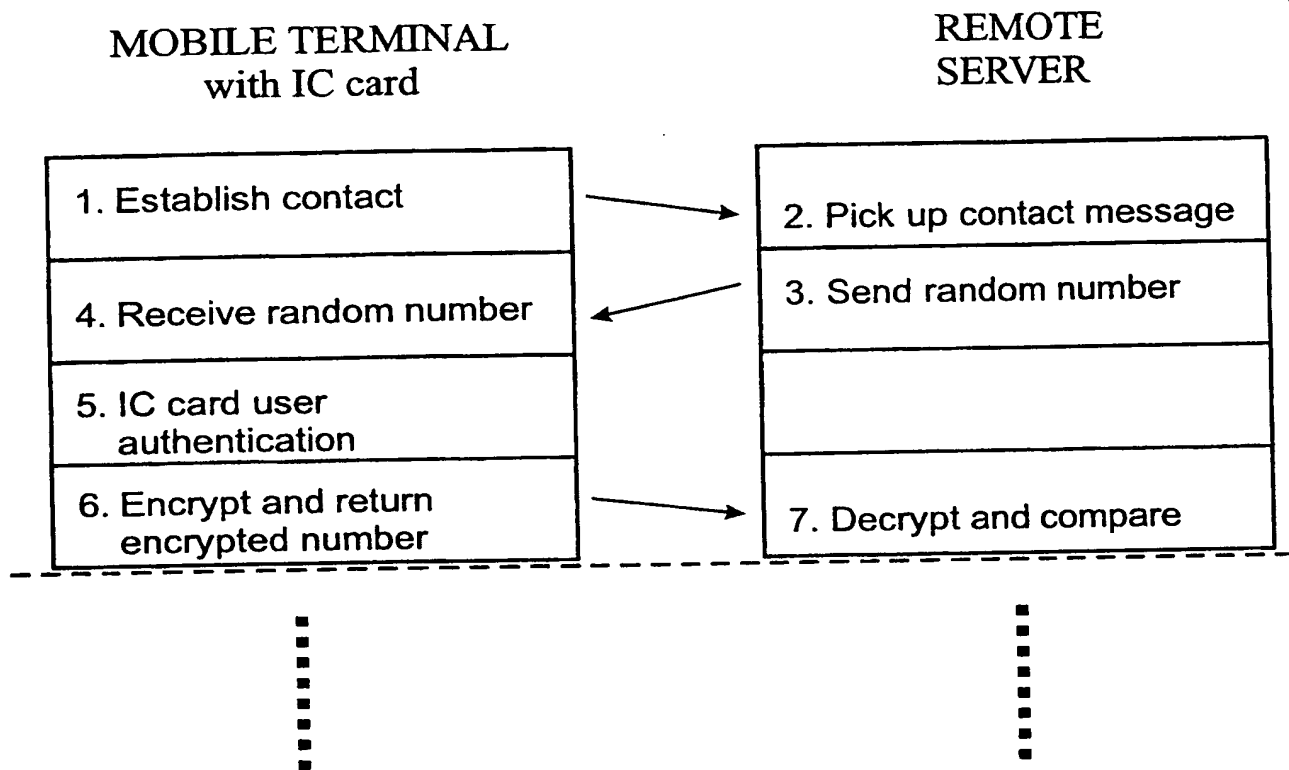 MOBILE TERMINAL
with IC card
REMOTE
SERVER
1. Establish contact
2. Pick up contact message
3. Send random number
4. Receive random number
5. IC card user
authentication
6. Encrypt and return
encrypted number
7. Decrypt and compare